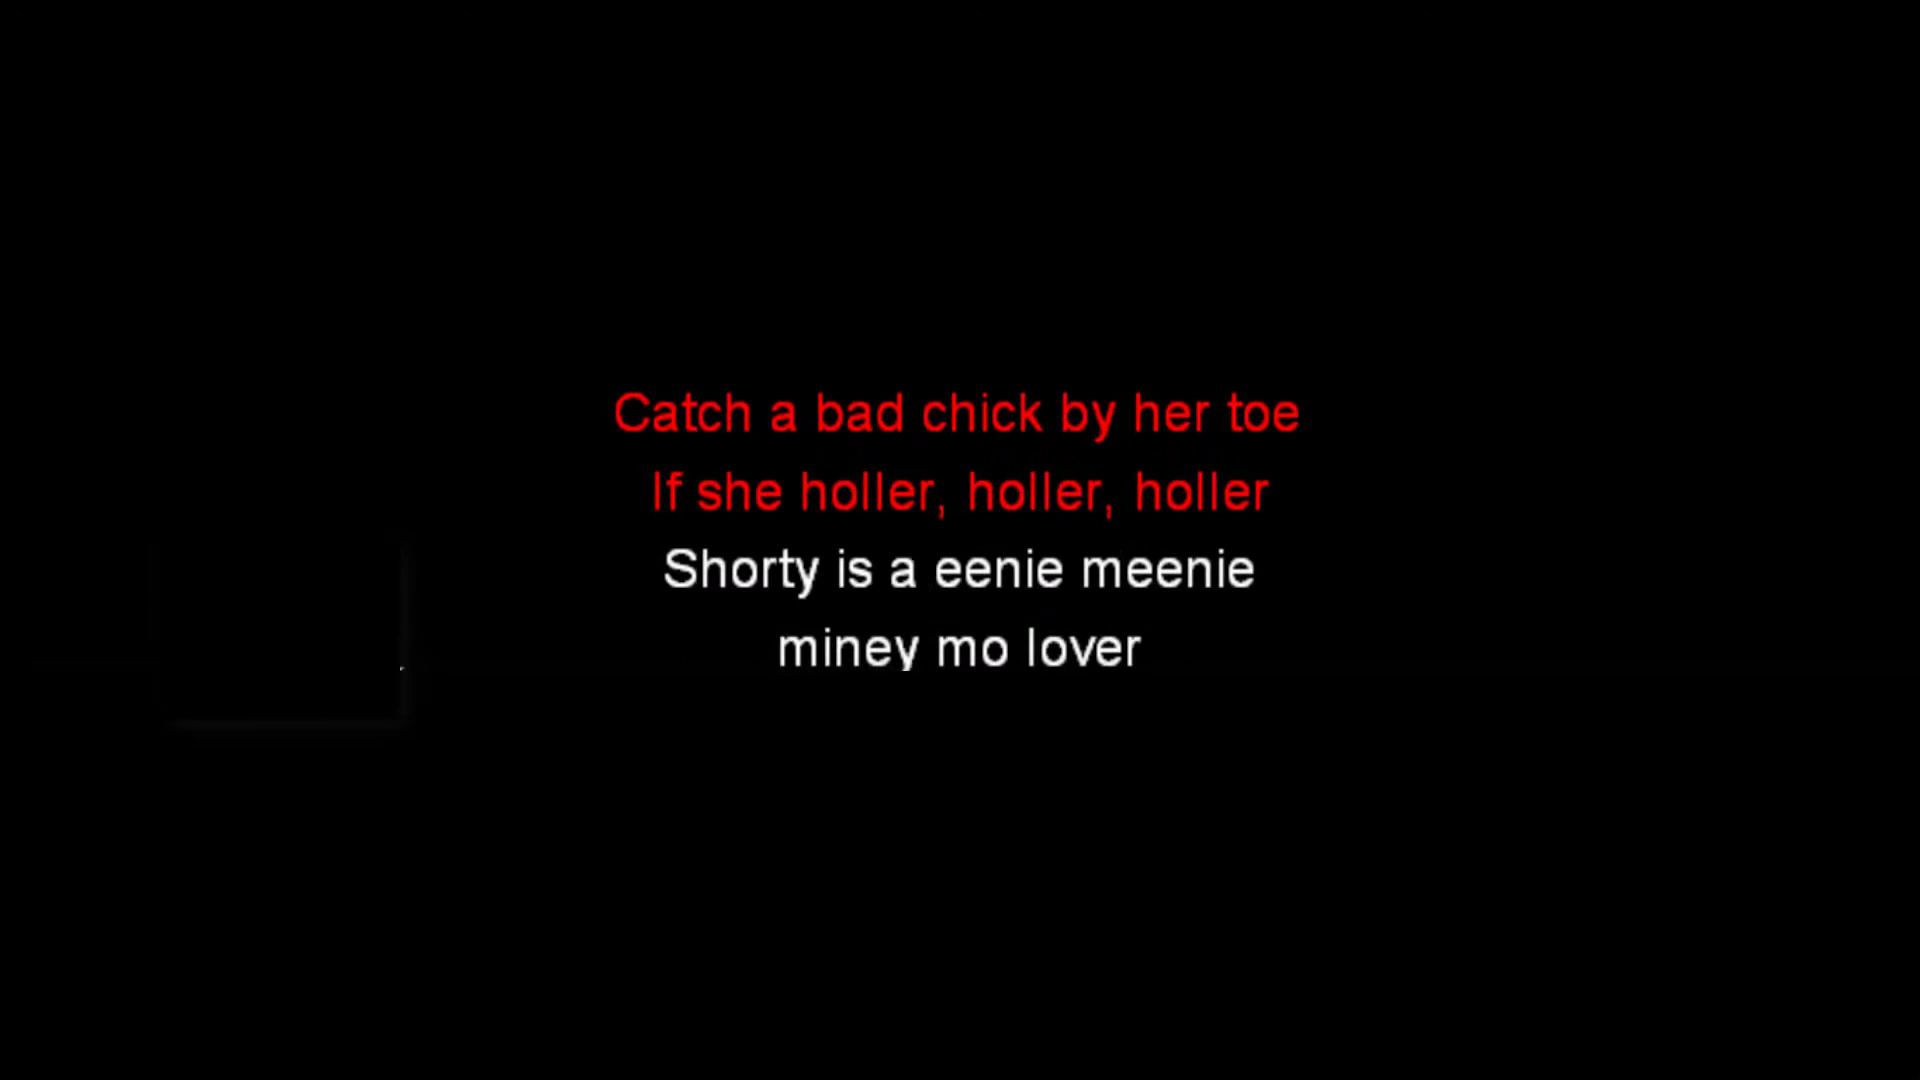 Catch a bad chick by her toe
If she holler, holler, holler
Shorty is a eenie meenie
miney mo lover